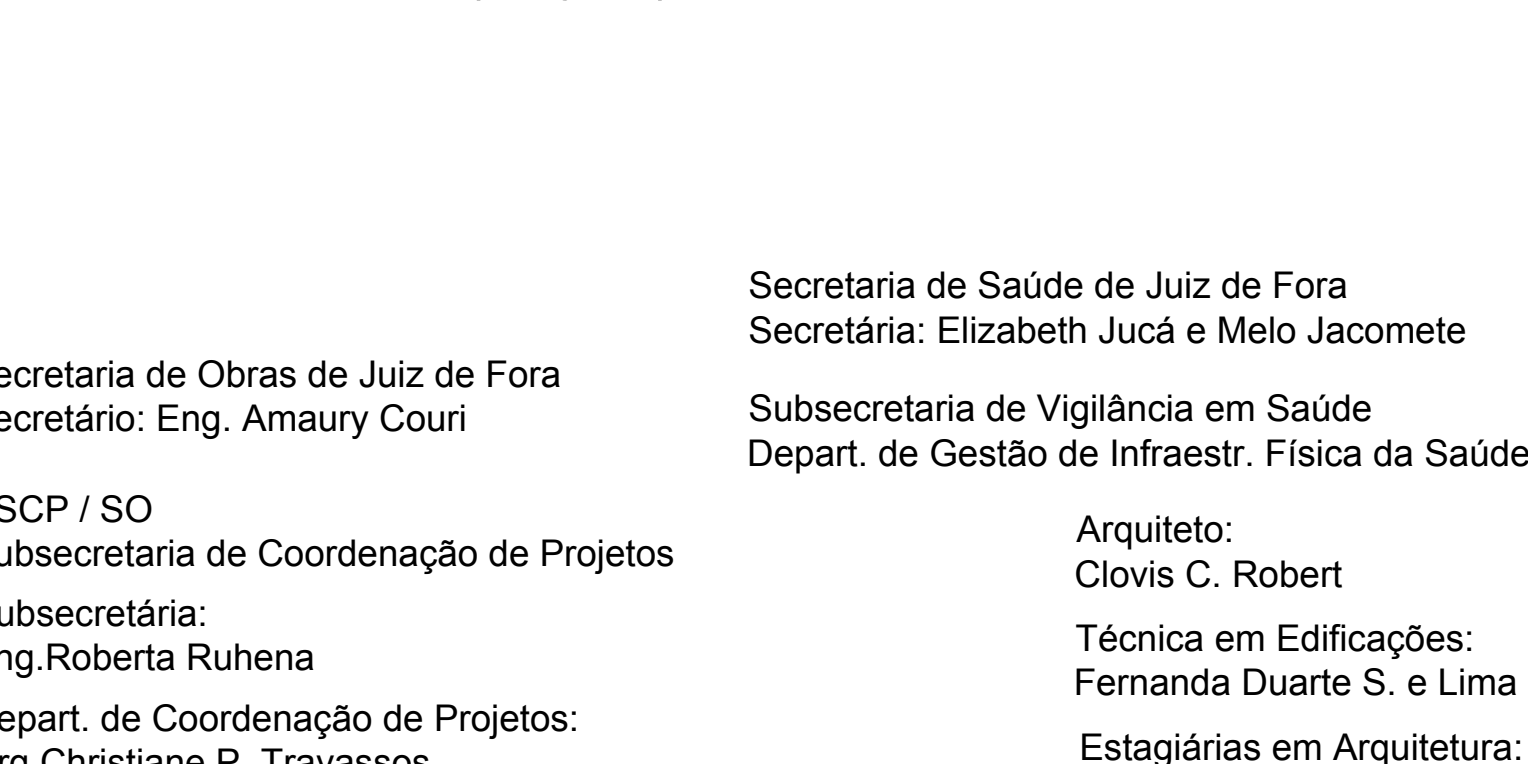 ecretaria de Obras de Juiz de Fora
ecretário: Eng. Amaury Couri
SCP / SO
ubsecretaria de Coordenação de Projetos
ubsecretária:
ng.Roberta Ruhena
epart. de Coordenação de Projetos:
rq.Christiane P. Travassos
Secretaria de Saúde de Juiz de Fora
Secretária: Elizabeth Jucá e Melo Jacomete
Subsecretaria de Vigilância em Saúde
Depart. de Gestão de Infraestr. Física da Saúde
Arquiteto:
Clovis C. Robert
Técnica em Edificações:
Fernanda Duarte S. e Lima
Estagiárias em Arquitetura: